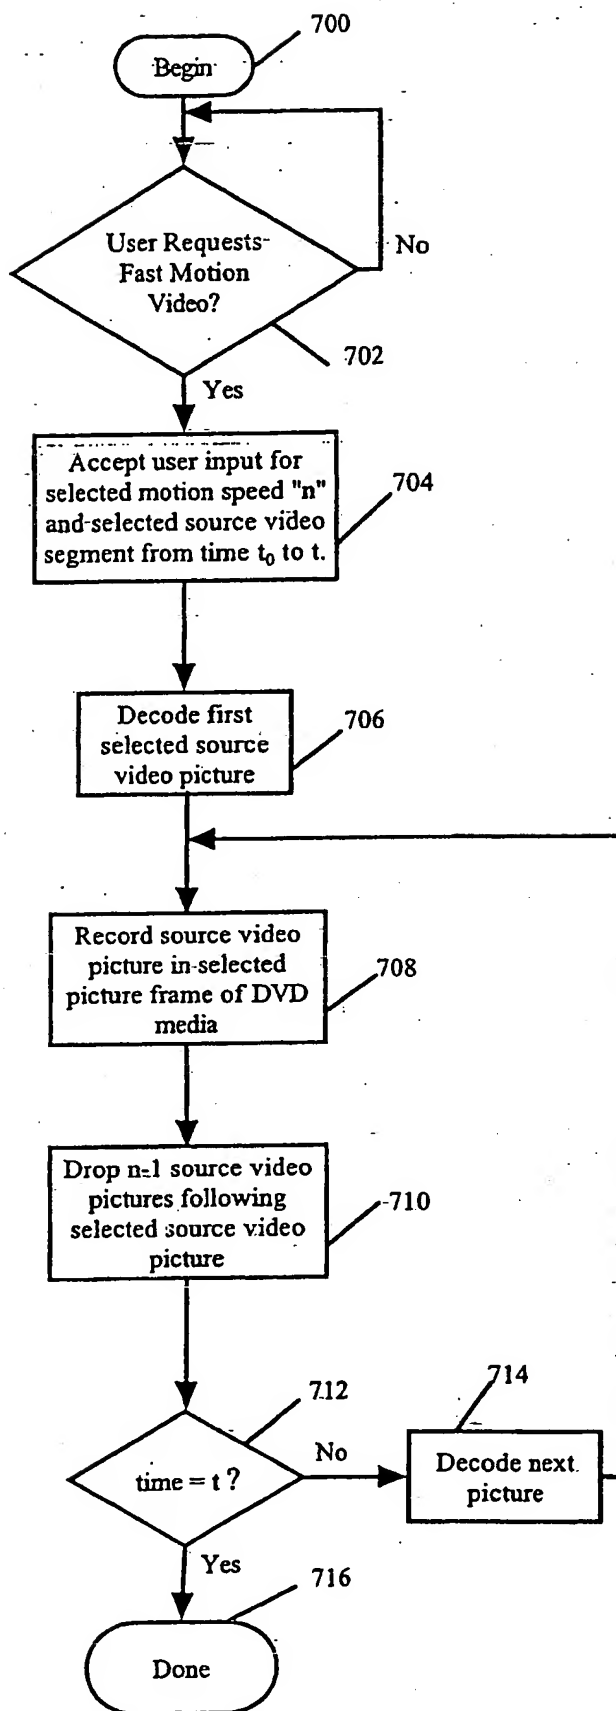 700
Begin
User Requests-
Fast Motion
Video?
No
702
Yes
Accept user input for
selected motion speed "n"
and-selected source video
segment from time t₀ to t.
704
Decode first
selected source
video picture
706
Record source video
picture in-selected
picture frame of DVD
media
708
Drop n-1 source video
pictures following
selected source video
picture
710
712
714
time = t ?
No
Decode next
picture
Yes
716
Done